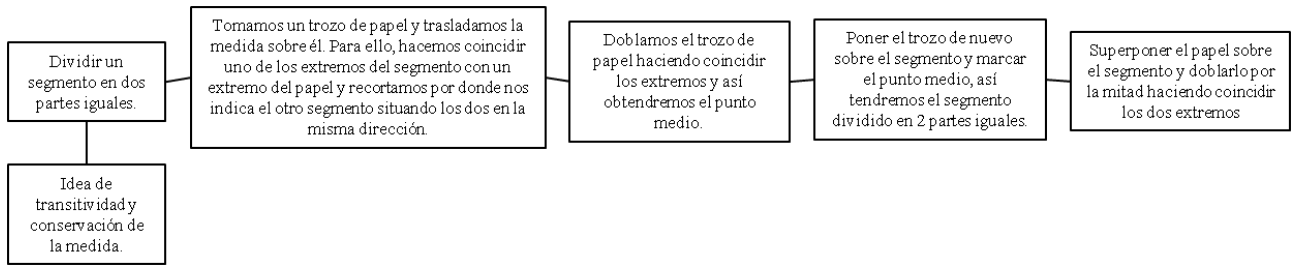 Dividir un
segmento en dos
partes iguales.
Idea de
transitividad y
conservación de
la medida.
Tomamos un trozo de papel y trasladamos la
medida sobre él. Para ello, hacemos coincidir
uno de los extremos del segmento con un
extremo del papel y recortamos por donde nos
indica el otro segmento situando los dos en la
misma dirección.
Doblamos el trozo de
papel haciendo coincidir
los extremos y así
obtendremos el punto
medio.
Poner el trozo de nuevo
sobre el segmento y marcar
el punto medio, así
tendremos el segmento
dividido en 2 partes iguales.
Superponer el papel sobre
el segmento y doblarlo por
la mitad haciendo coincidir
los dos extremos